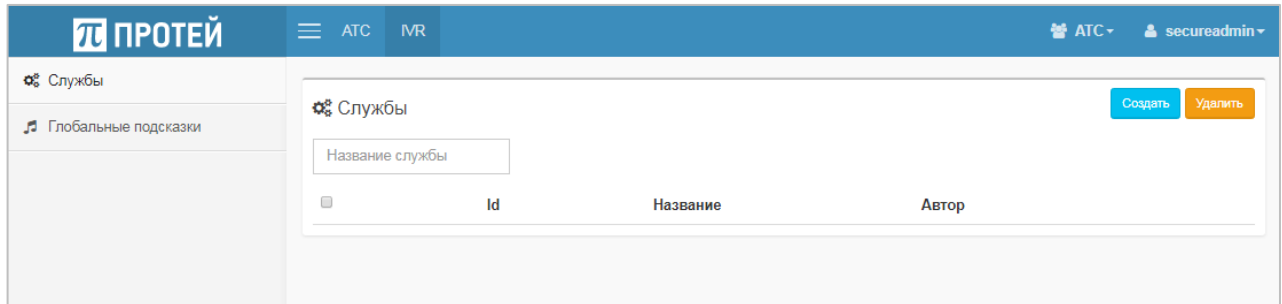 ПРОТЕЙ АТС IVR АТС secureadmin
Службы
Глобальные подсказки
Службы Создать Удалить
Название службы
Id Название Автор